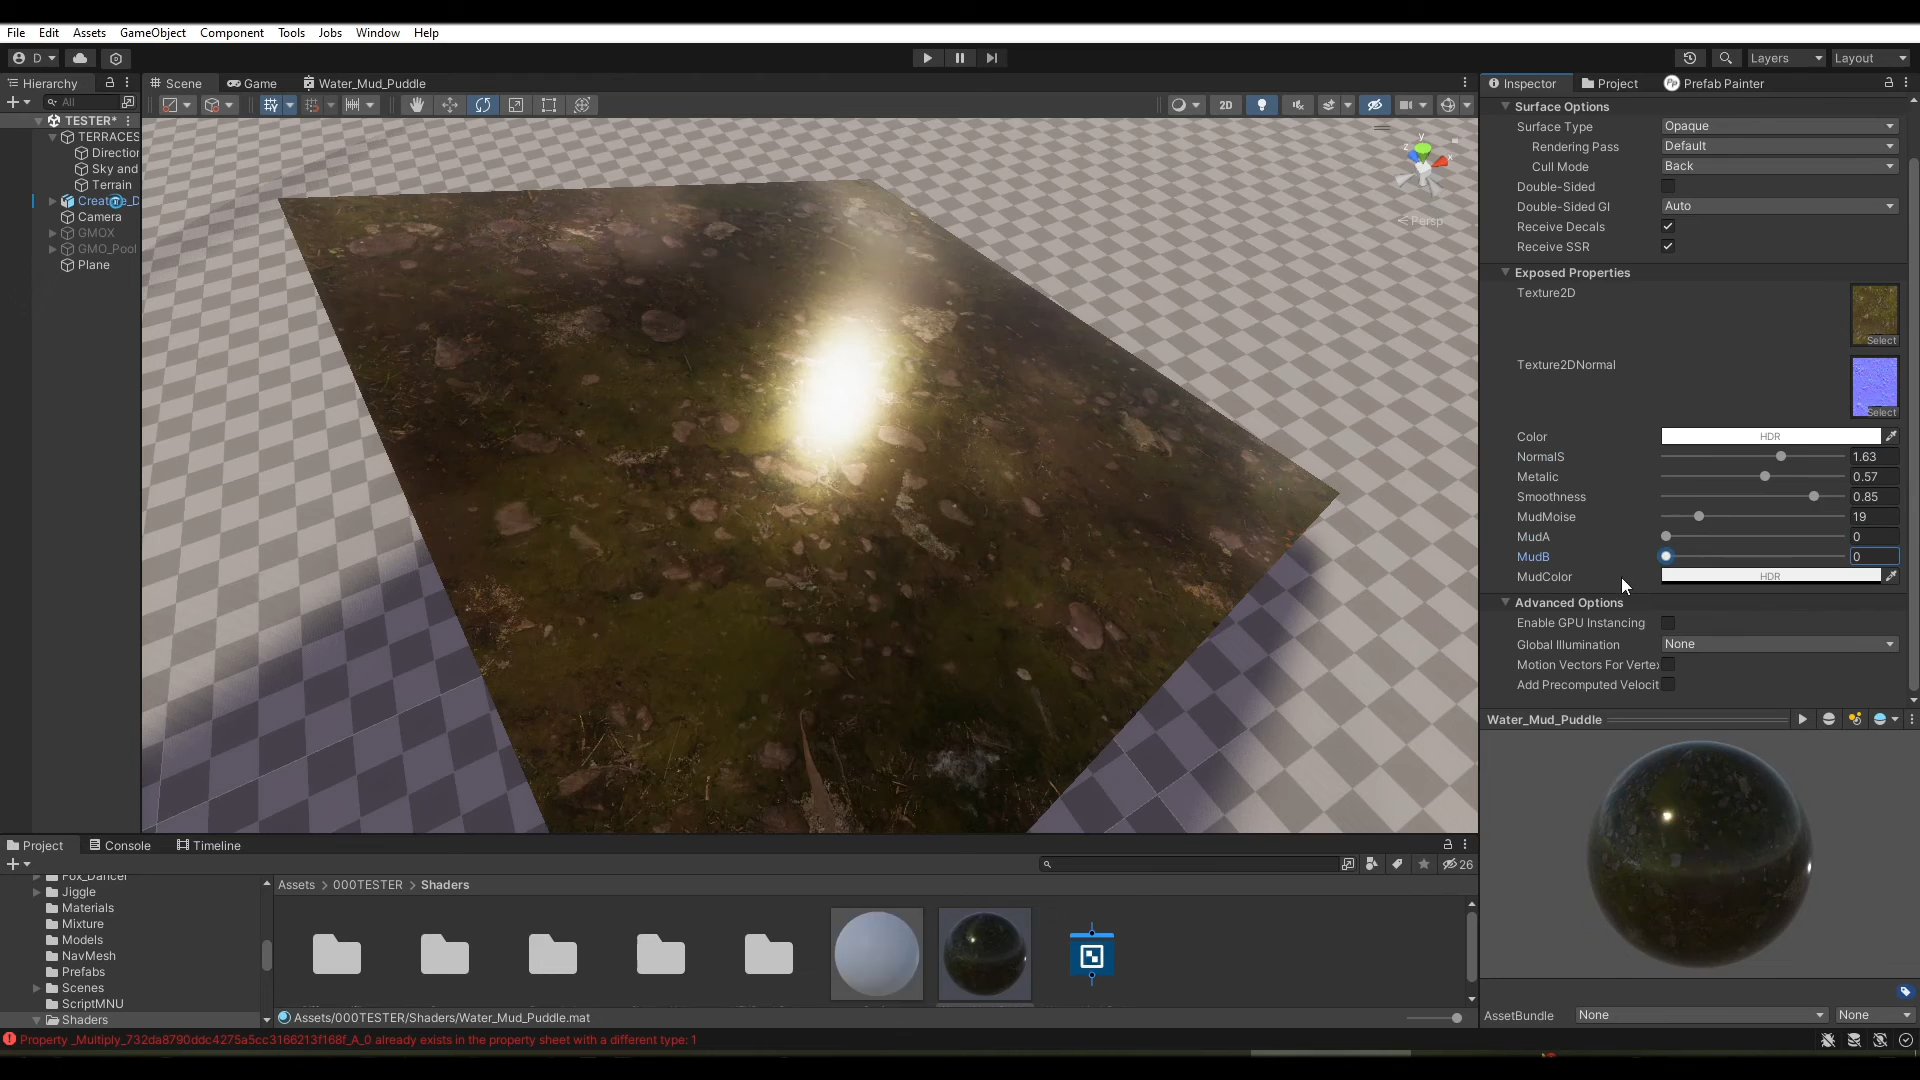 File Edit Assets GameObject Component Tools Jobs Window Help
D Layers Layout
Hierarchy Scene Game Water_Mud_Puddle Inspector Project Prefab Painter
All 2D
TESTER*
TERRACES
Direction
Sky and
Terrain
Camera
GMOX
GMO_Pool
Plane
y
z
x
Persp
Surface Options
Surface Type Opaque
Rendering Pass Default
Cull Mode Back
Double-Sided
Double-Sided GI Auto
Receive Decals
Receive SSR
Exposed Properties
Texture2D
Select
Texture2DNormal
Select
Color HDR
NormalS 1.63
Metalic 0.57
Smoothness 0.85
MudMoise 19
MudA 0
MudB 0
MudColor HDR
Advanced Options
Enable GPU Instancing
Global Illumination None
Motion Vectors For Vertex
Add Precomputed Velocit
Water_Mud_Puddle
Project Console Timeline
26
Assets > 000TESTER > Shaders
Fox_Dancer
Jiggle
Materials
Mixture
Models
NavMesh
Prefabs
Scenes
ScriptMNU
Shaders
Assets/000TESTER/Shaders/Water_Mud_Puddle.mat
AssetBundle None None
Property _Multiply_732da8790ddc4275a5cc3166213f168f_A_0 already exists in the property sheet with a different type: 1